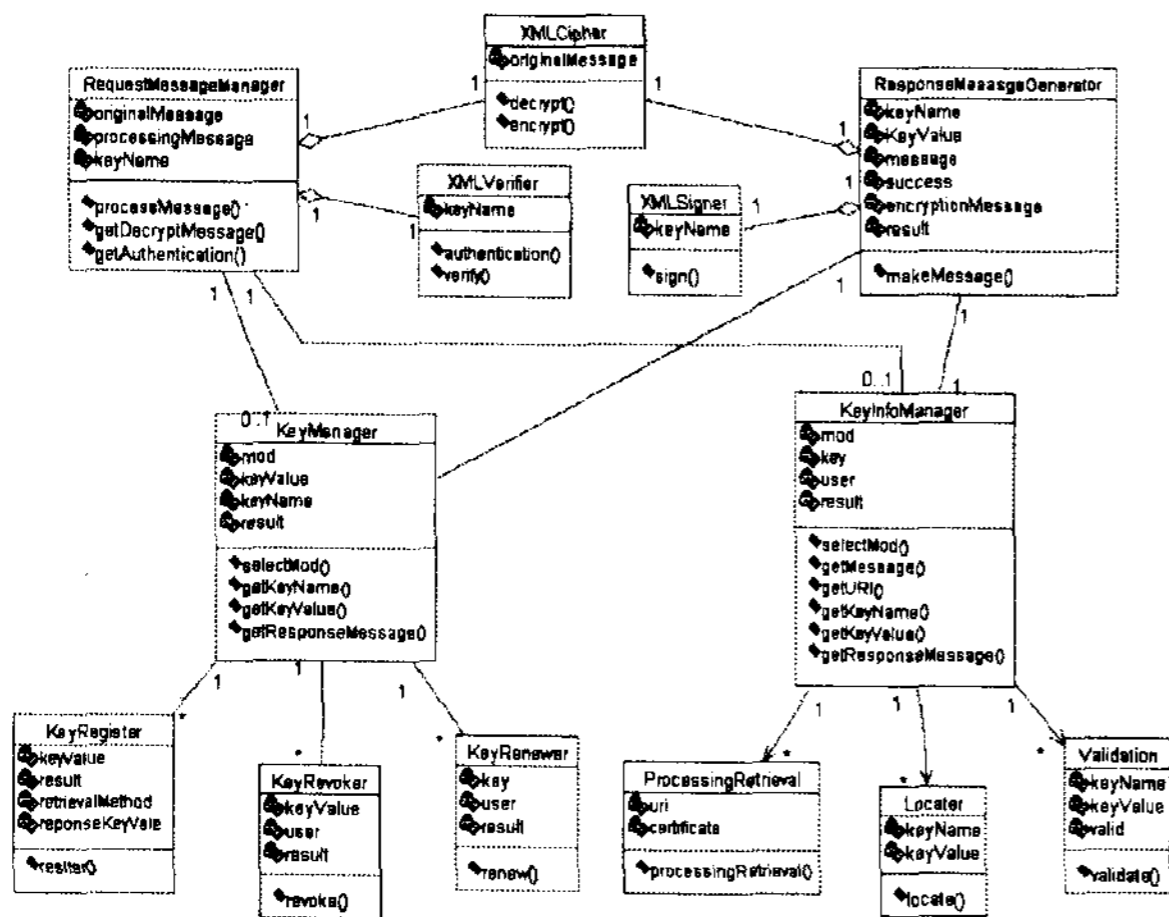 XMLCipher
originalMessage
decrypt()
encrypt()
RequestMessageManager
originalMessage
processingMessage
keyName
processMessage()
getDecryptMessage()
getAuthentication()
ResponseMeaasgeGenerator
keyName
KeyValue
message
success
encryptionMessage
result
makeMessage()
XMLVerifier
keyName
authentication()
verify()
XMLSigner
keyName
sign()
1
1
1
1
1
1
1
1
1
1
1
1
1
0..1
0..1
1
KeyManager
mod
keyValue
keyName
result
selectMod()
getKeyName()
getKeyValue()
getResponseMessage()
KeyInfoManager
mod
key
user
result
selectMod()
getMessage()
getURI()
getKeyName()
getKeyValue()
getResponseMessage()
1
1
1
1
1
1
*
*
*
*
*
*
KeyRegister
keyValue
result
retrievalMethod
reponseKeyVale
resiter()
KeyRevoker
keyValue
user
result
revoke()
KeyRenewer
key
user
result
renew()
ProcessingRetrieval
uri
certificate
processingRetrieval()
Locater
keyName
keyValue
locate()
Validation
keyName
keyValue
valid
validate()